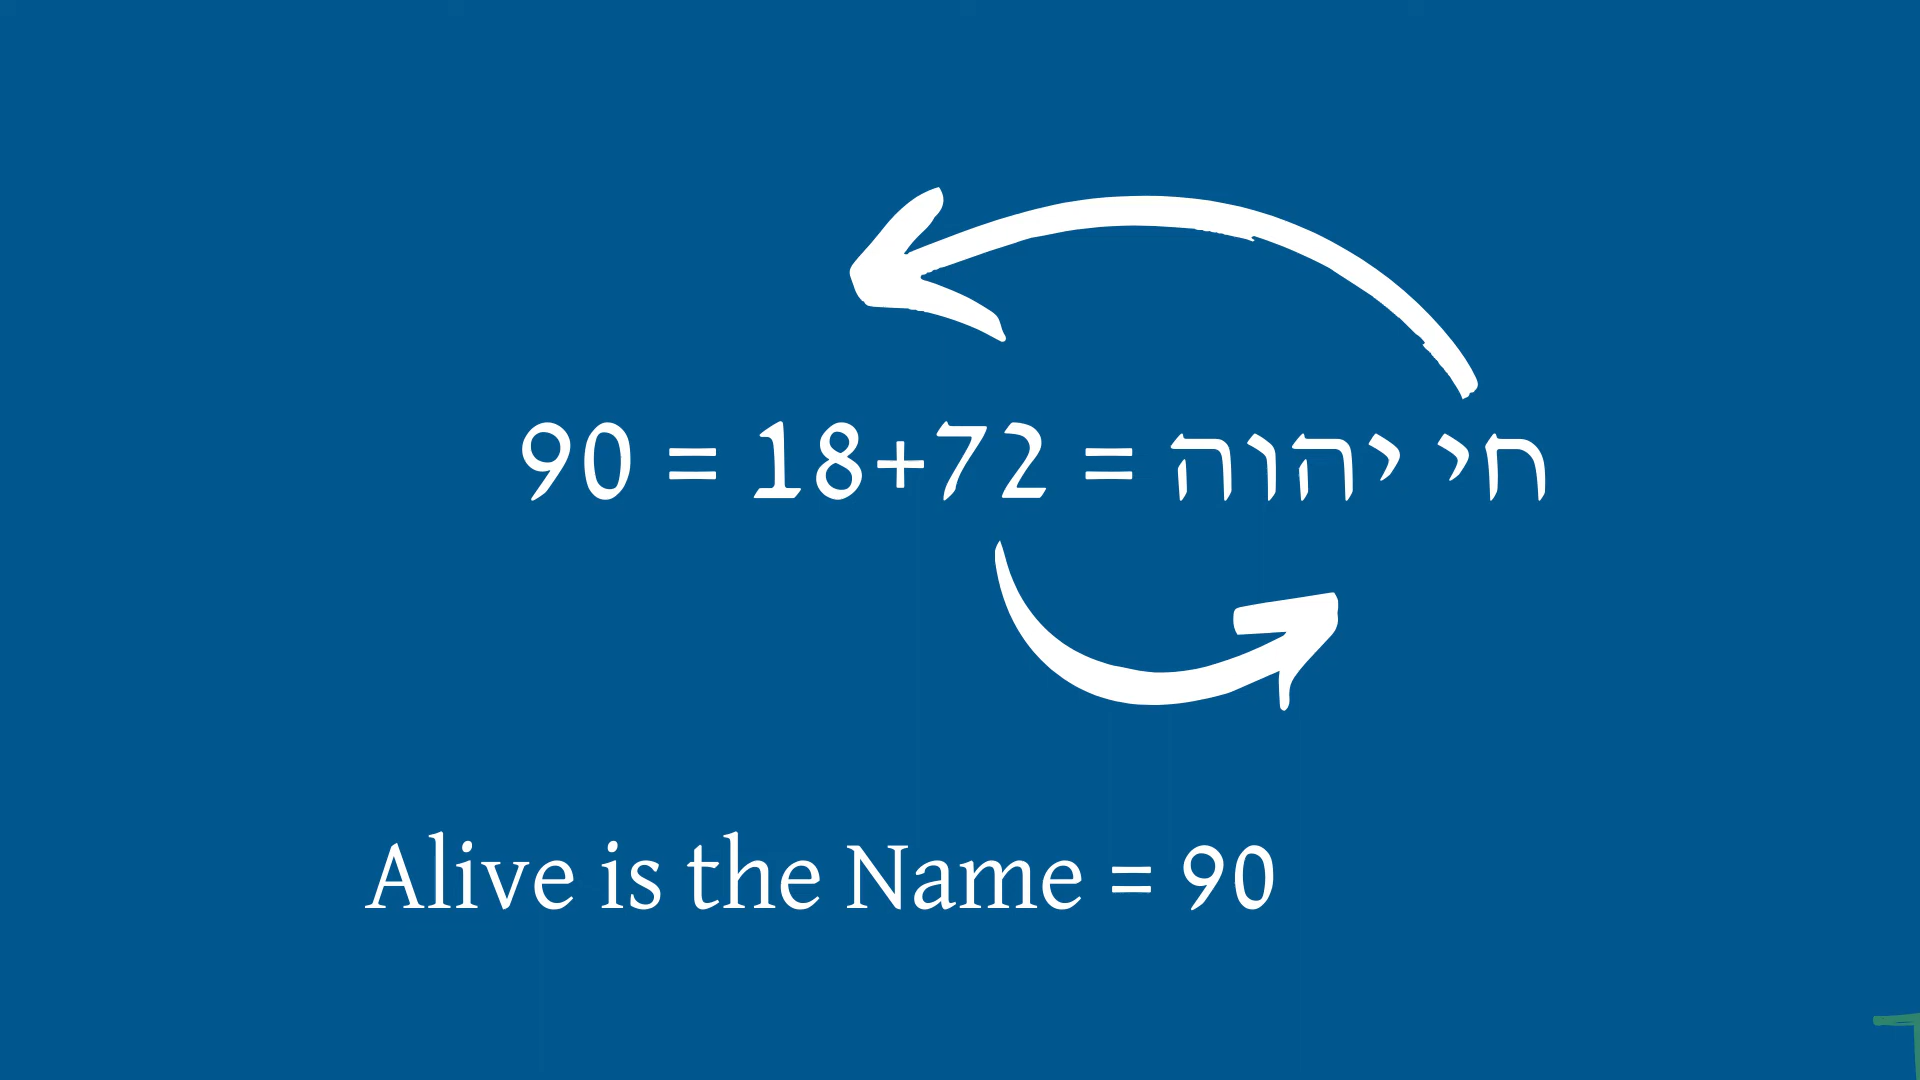 90 = 18+72 = חי יהוה
Alive is the Name = 90